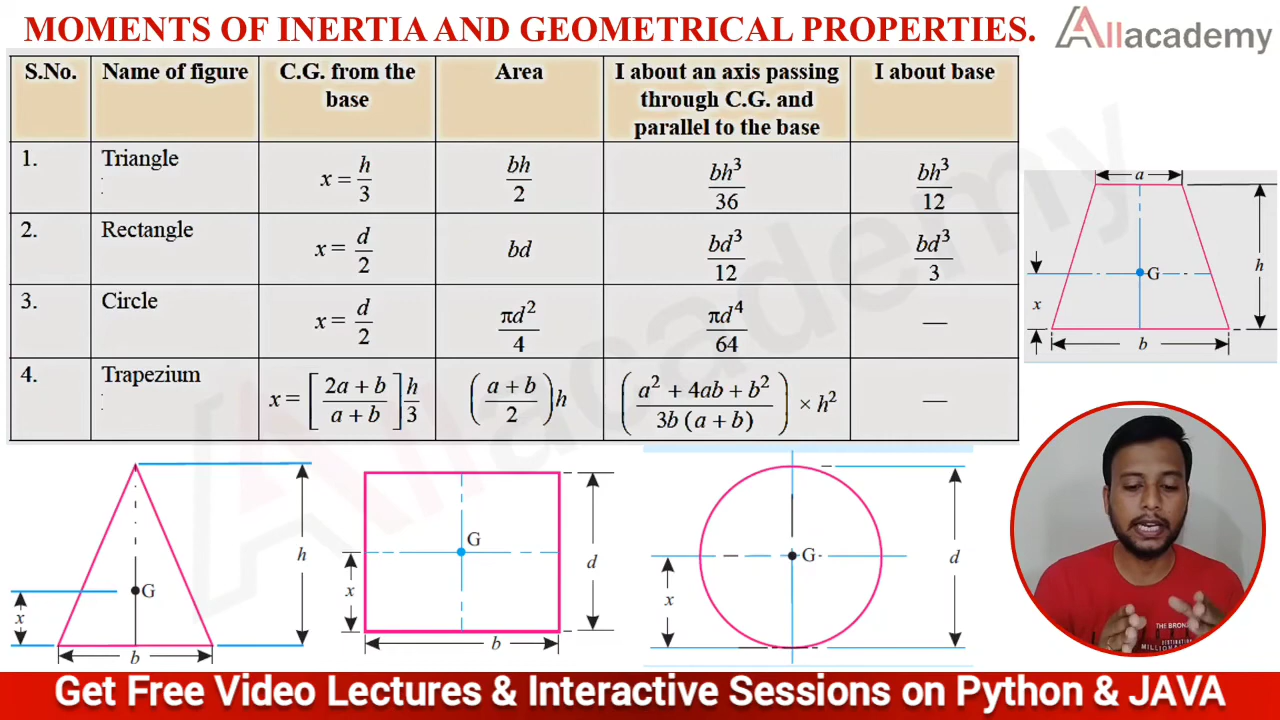 MOMENTS OF INERTIA AND GEOMETRICAL PROPERTIES.
Allacademy
S.No. Name of figure C.G. from the base Area I about an axis passing through C.G. and parallel to the base I about base
1. Triangle x = h/3 bh/2 bh³/36 bh³/12
2. Rectangle x = d/2 bd bd³/12 bd³/3
3. Circle x = d/2 πd²/4 πd⁴/64 —
4. Trapezium x = [2a + b / a + b] h/3 (a + b / 2) h (a² + 4ab + b² / 3b (a + b)) × h² —
a
G
h
x
b
h
G
x
b
G
d
x
b
G
d
x
THE BRONX
Get Free Video Lectures & Interactive Sessions on Python & JAVA